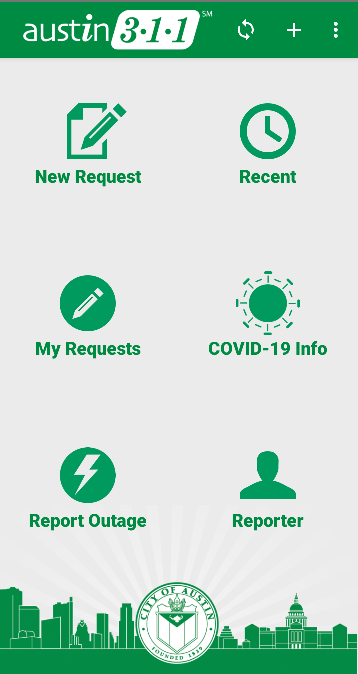 austin 3·1·1 SM
New Request
Recent
My Requests
COVID-19 Info
Report Outage
Reporter
CITY OF AUSTIN
FOUNDED 1839